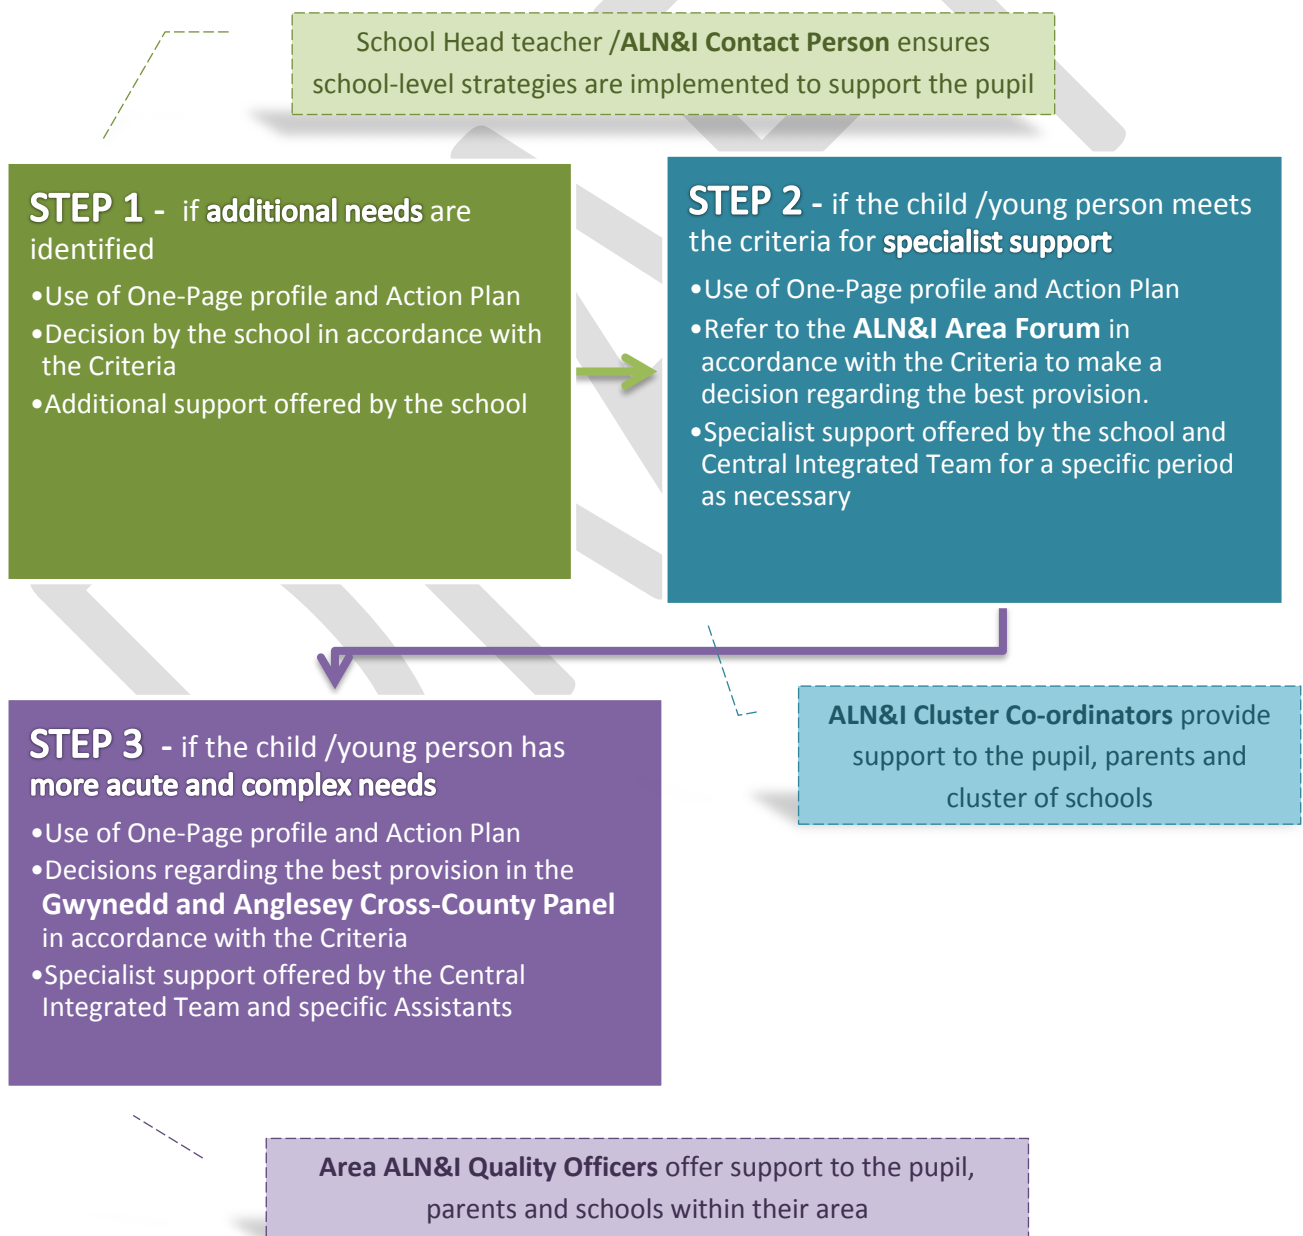 School Head teacher /ALN&I Contact Person ensures
school-level strategies are implemented to support the pupil
STEP 1 - if additional needs are
identified
•Use of One-Page profile and Action Plan
•Decision by the school in accordance with
the Criteria
•Additional support offered by the school
STEP 2 - if the child /young person meets
the criteria for specialist support
•Use of One-Page profile and Action Plan
•Refer to the ALN&I Area Forum in
accordance with the Criteria to make a
decision regarding the best provision.
•Specialist support offered by the school and
Central Integrated Team for a specific period
as necessary
ALN&I Cluster Co-ordinators provide
support to the pupil, parents and
cluster of schools
STEP 3 - if the child /young person has
more acute and complex needs
•Use of One-Page profile and Action Plan
•Decisions regarding the best provision in the
Gwynedd and Anglesey Cross-County Panel
in accordance with the Criteria
•Specialist support offered by the Central
Integrated Team and specific Assistants
Area ALN&I Quality Officers offer support to the pupil,
parents and schools within their area